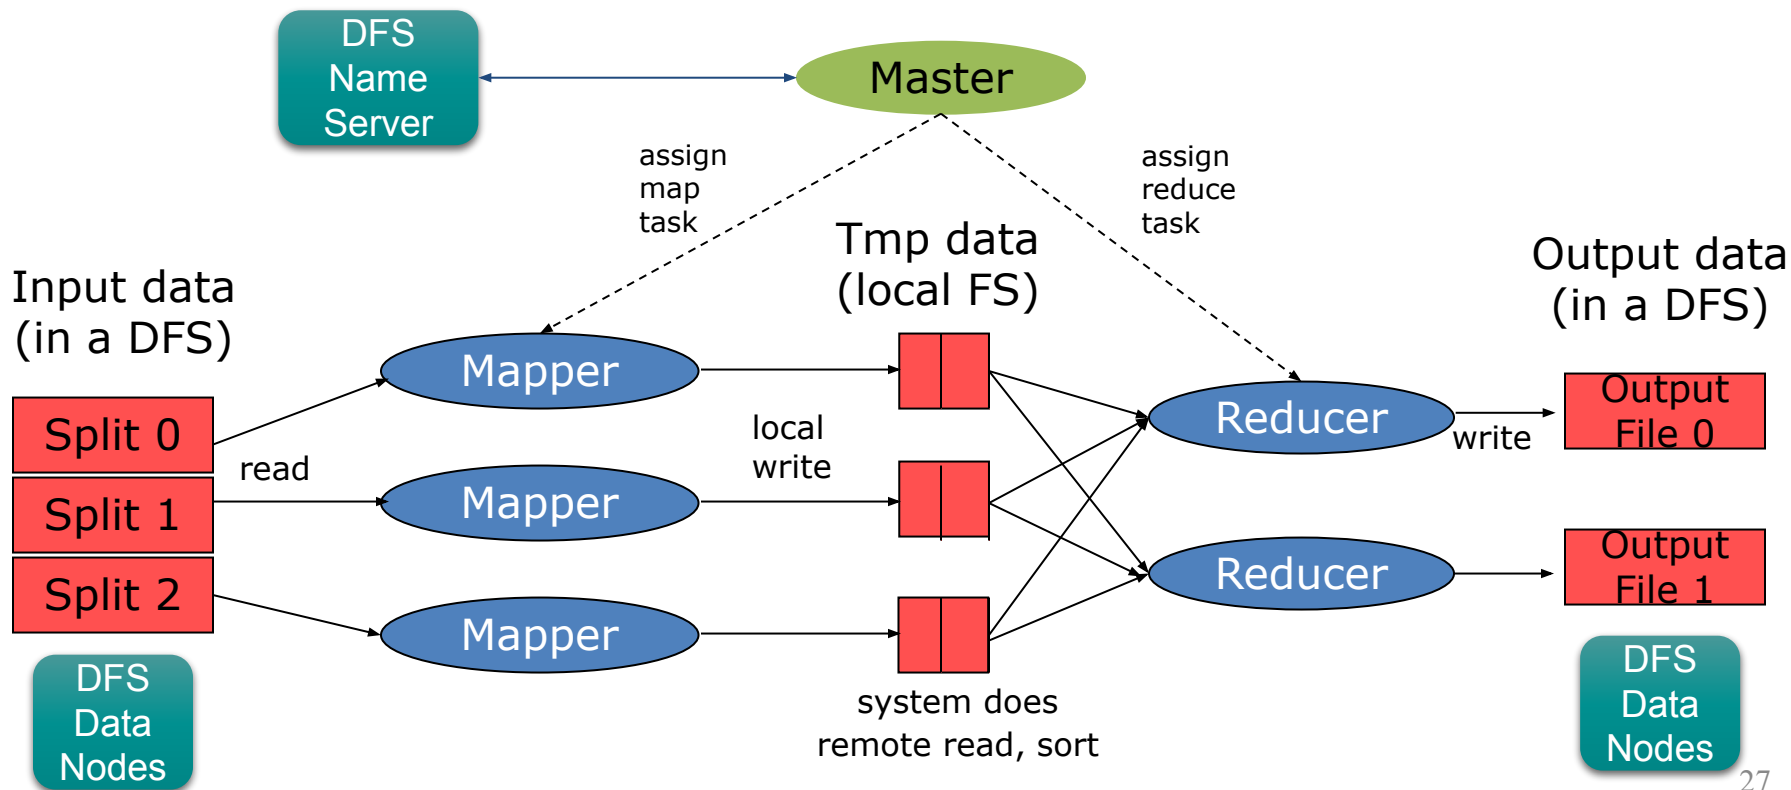 DFS
Name
Server
Master
assign
map
task
assign
reduce
task
Input data
(in a DFS)
Tmp data
(local FS)
Output data
(in a DFS)
Split 0
Split 1
Split 2
read
Mapper
Mapper
Mapper
local
write
Reducer
Reducer
write
Output
File 0
Output
File 1
DFS
Data
Nodes
system does
remote read, sort
DFS
Data
Nodes
27